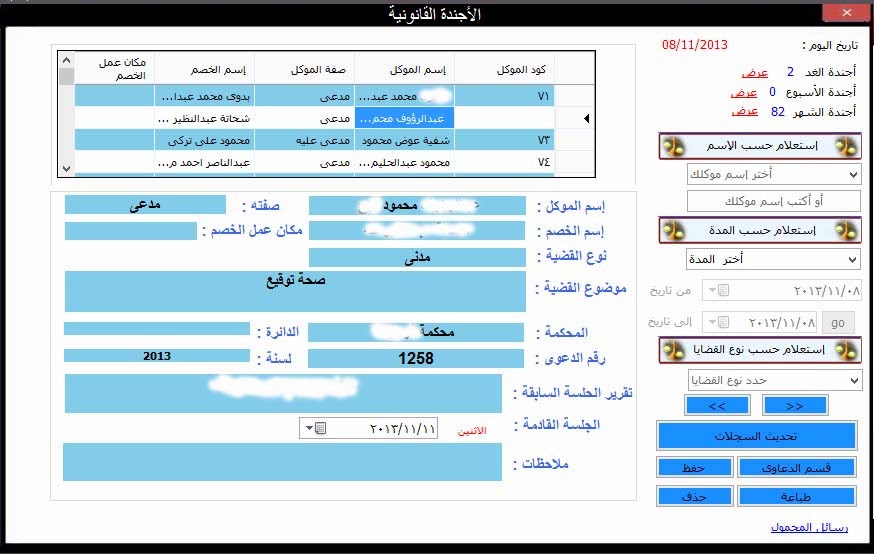 الأجندة القانونية
تاريخ اليوم : 08/11/2013
أجندة الغد 2 عرض
أجندة الأسبوع 0 عرض
أجندة الشهر 82 عرض
إستعلام حسب الإسم
أختر إسم موكلك
أو أكتب إسم موكلك
إستعلام حسب المدة
أختر المدة
من تاريخ ٢٠١٣/١١/٠٨
إلى تاريخ ٢٠١٣/١١/٠٨ go
إستعلام حسب نوع القضايا
حدد نوع القضايا
<< >>
تحديث السجلات
قسم الدعاوى حفظ
طباعة حذف
رسائل المحمول
كود الموكل إسم الموكل صفة الموكل إسم الخصم مكان عمل الخصم
٧١ محمد عبد... مدعى بدوى محمد عبدا...
عبدالرؤوف محم... مدعى شحاتة عبدالنظير ...
٧٣ شفية عوض محمود مدعى عليه محمود على تركى
٧٤ محمود عبدالحليم... مدعى عبدالناصر احمد م...
إسم الموكل : محمود صفته : مدعى
إسم الخصم : مكان عمل الخصم :
نوع القضية : مدنى
موضوع القضية : صحة توقيع
المحكمة : محكمة الدائرة :
رقم الدعوى : 1258 لسنة : 2013
تقرير الجلسة السابقة :
الجلسة القادمة : الاثنين ٢٠١٣/١١/١١
ملاحظات :